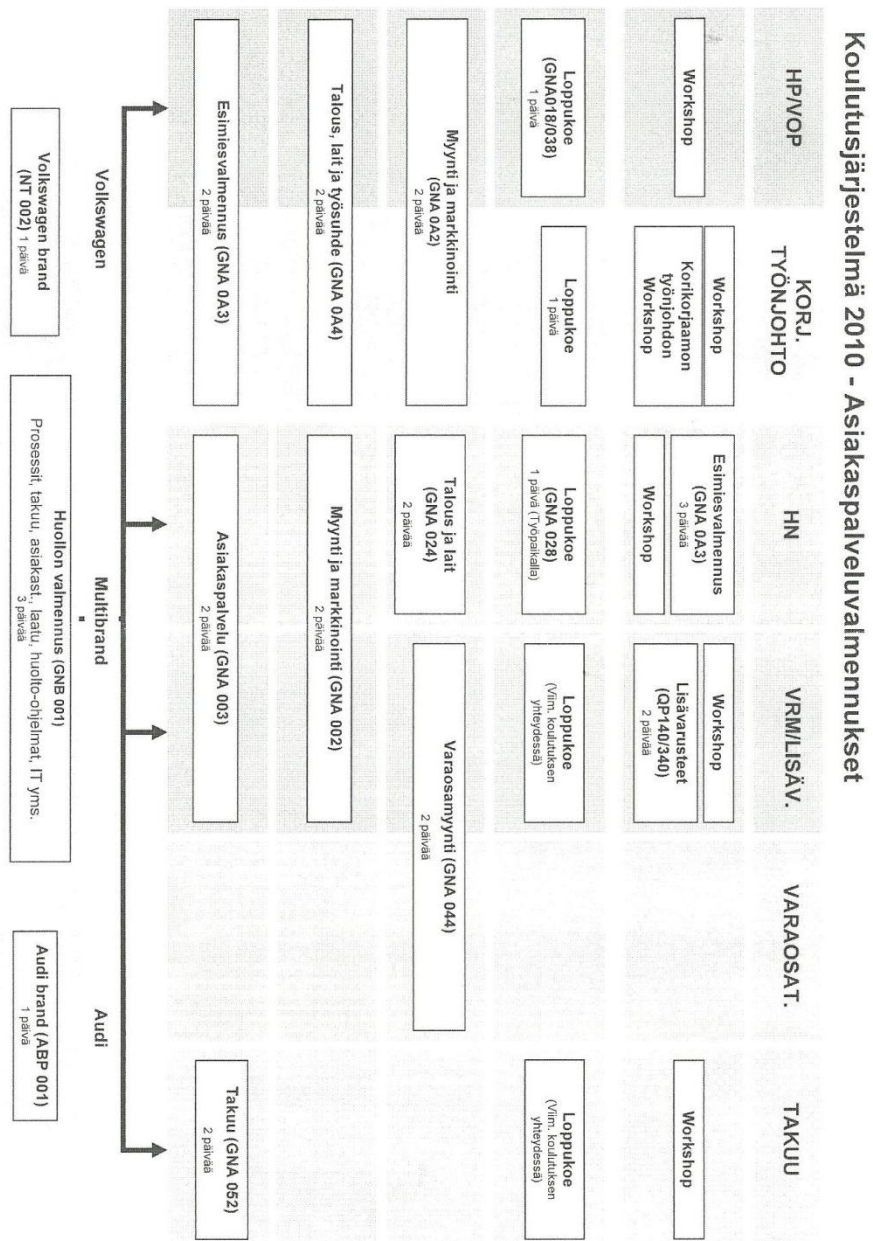 Koulutusjärjestelmä 2010 - Asiakaspalveluvalmennukset
HP/VOP
KORJ.
TYÖNJOHTO
HN
VRM/LISÄV.
VARAOSAT.
TAKUU
Workshop
Workshop
Korikorjaamon
työnjohdon
Workshop
Esimiesvalmennus
(GNA 0A3)
3 päivää
Workshop
Workshop
Lisävarusteet
(QP140/340)
2 päivää
Workshop
Loppukoe
(GNA018/038)
1 päivä
Loppukoe
1 päivä
Loppukoe
(GNA 028)
1 päivä (Työpaikalla)
Loppukoe
(Viim. koulutuksen
yhteydessä)
Loppukoe
(Viim. koulutuksen
yhteydessä)
Myynti ja markkinointi
(GNA 0A2)
2 päivää
Talous ja lait
(GNA 024)
2 päivää
Varaosamyynti (GNA 044)
2 päivää
Talous, lait ja työsuhde (GNA 0A4)
2 päivää
Myynti ja markkinointi (GNA 002)
2 päivää
Esimiesvalmennus (GNA 0A3)
2 päivää
Asiakaspalvelu (GNA 003)
2 päivää
Takuu (GNA 052)
2 päivää
Volkswagen
Multibrand
Audi
Volkswagen brand
(NT 002) 1 päivä
Huollon valmennus (GNB 001)
Prosessit, takuu, asiakast., laatu, huolto-ohjelmat, IT yms.
3 päivää
Audi brand (ABP 001)
1 päivä